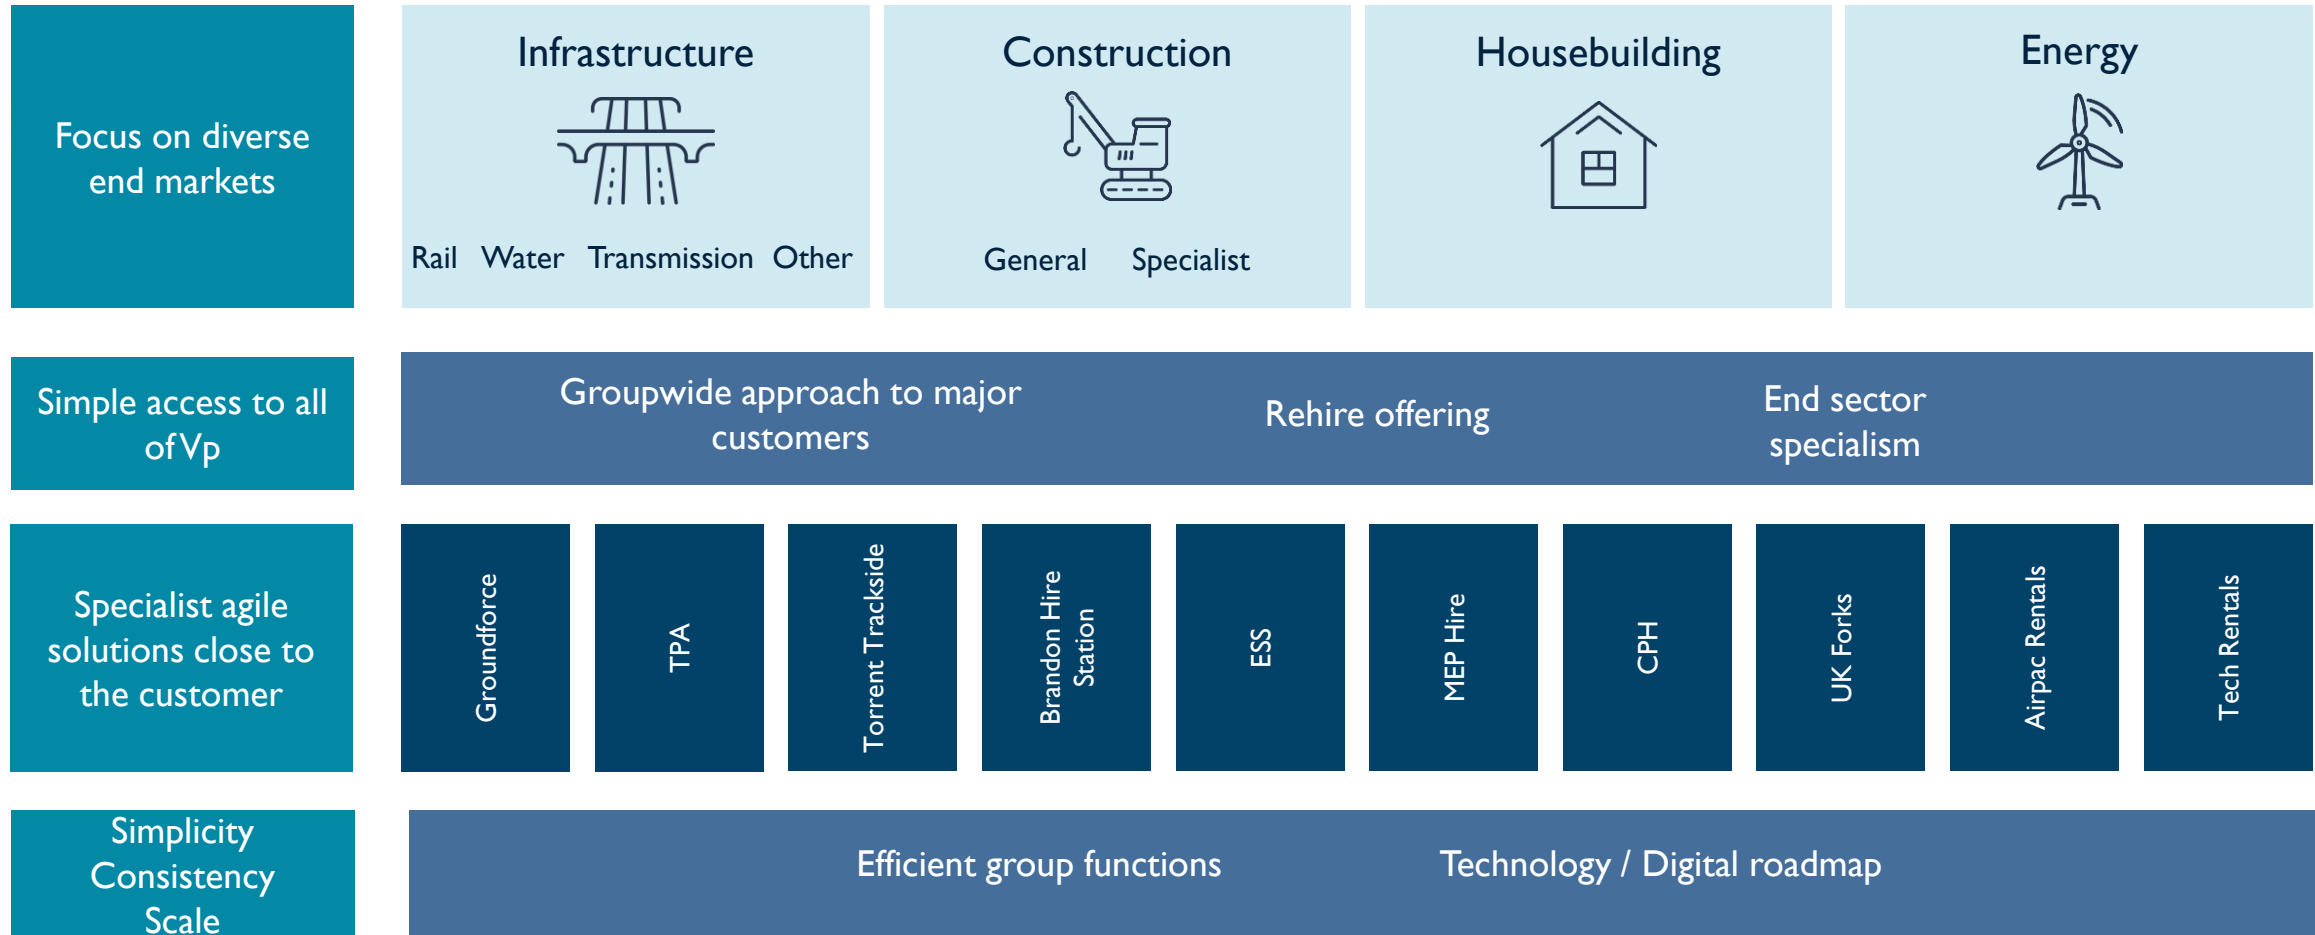 Focus on diverse
end markets
Infrastructure
Rail Water Transmission Other
Construction
General Specialist
Housebuilding
Energy
Simple access to all
of Vp
Groupwide approach to major
customers
Rehire offering
End sector
specialism
Specialist agile
solutions close to
the customer
Groundforce
TPA
Torrent Trackside
Brandon Hire
Station
ESS
MEP Hire
CPH
UK Forks
Airpac Rentals
Tech Rentals
Simplicity
Consistency
Scale
Efficient group functions
Technology / Digital roadmap